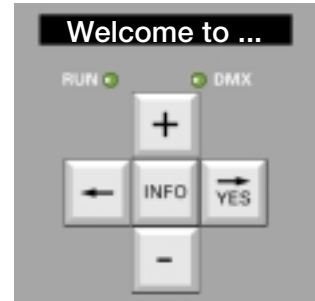 Welcome to ...
RUN DMX
+
INFO
YES
-